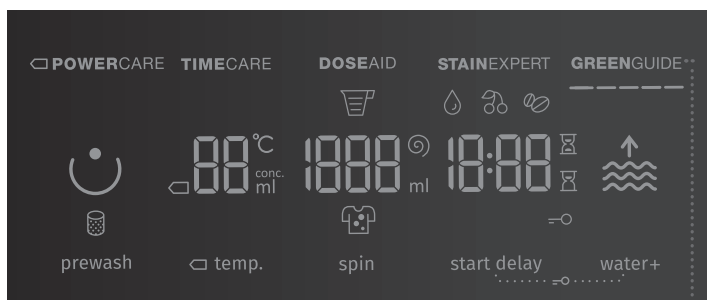 POWERCARE TIMECARE DOSEAID STAINEXPERT GREENGUIDE
88 °C 1888 18:88
conc.
ml ml
prewash temp. spin start delay water+